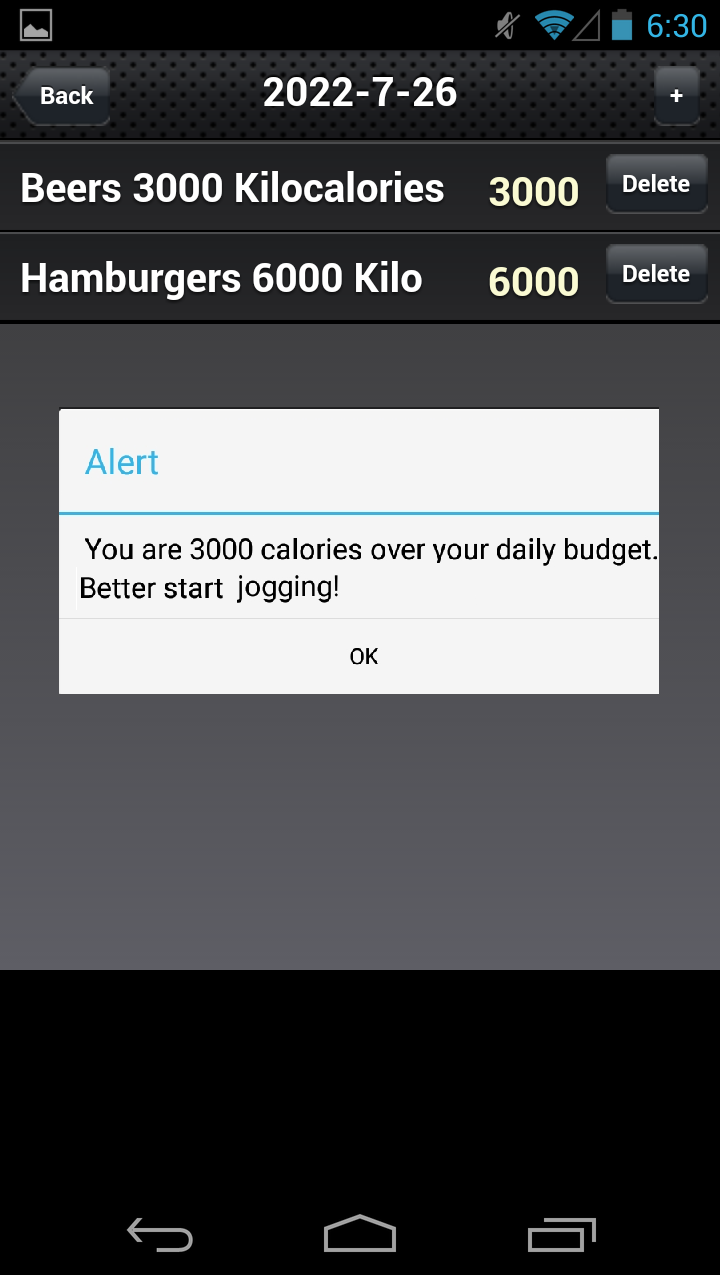 6:30
Back 2022-7-26 +
Beers 3000 Kilocalories 3000 Delete
Hamburgers 6000 Kilo 6000 Delete
Alert
You are 3000 calories over your daily budget.
Better start jogging!
OK